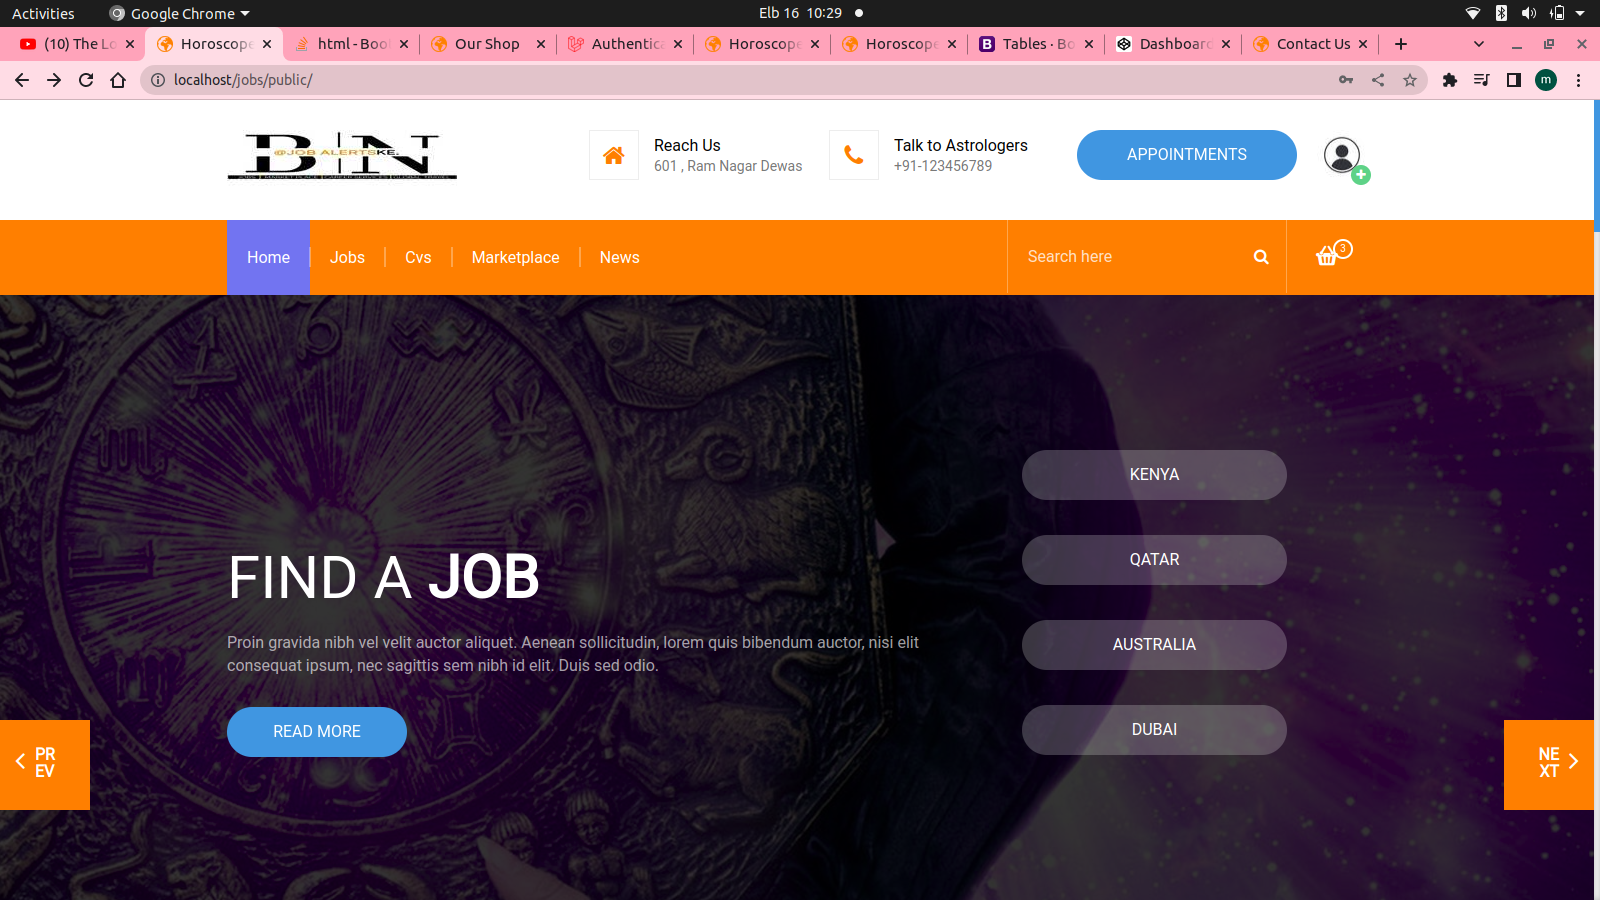 Activities
Google Chrome
Elb 16 10:29
(10) The Lo
Horoscope
html - Boo
Our Shop
Authentica
Horoscope
Horoscope
Tables · Bo
Dashboard
Contact Us
localhost/jobs/public/
m
B|N
@JOB ALERTSKE.
Reach Us
601 , Ram Nagar Dewas
Talk to Astrologers
+91-123456789
APPOINTMENTS
Home
Jobs
Cvs
Marketplace
News
Search here
3
KENYA
QATAR
AUSTRALIA
DUBAI
FIND A JOB
Proin gravida nibh vel velit auctor aliquet. Aenean sollicitudin, lorem quis bibendum auctor, nisi elit
consequat ipsum, nec sagittis sem nibh id elit. Duis sed odio.
READ MORE
PR
EV
NE
XT